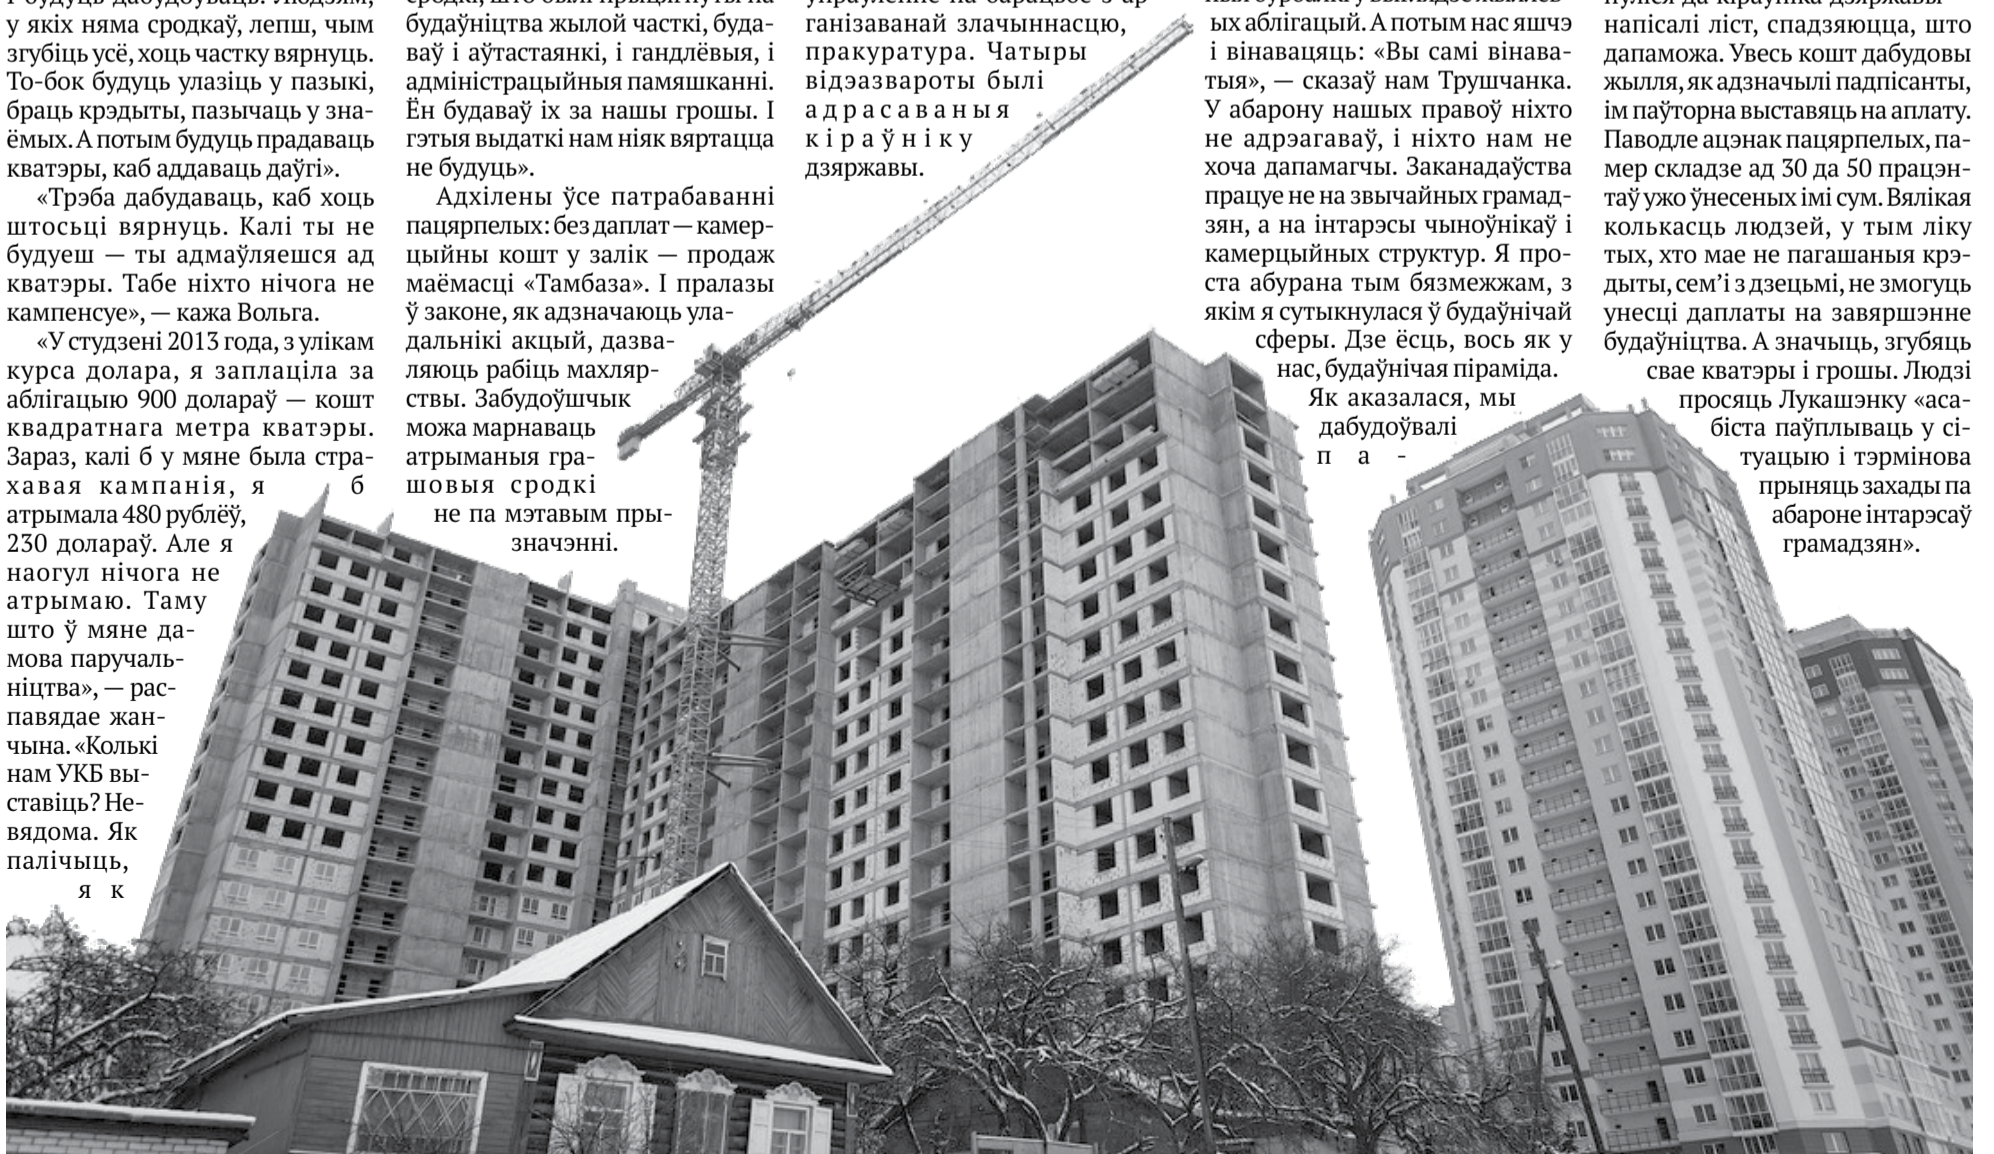 у якіх няма сродкаў, лепш, чым
згубіць усё, хоць частку вярнуць.
То-бок будуць улазіць у пазыкі,
браць крэдыты, пазычаць у зна-
ёмых. А потым будуць прадаваць
кватэры, каб аддаваць даўгі».
«Трэба дабудаваць, каб хоць
штосьці вярнуць. Калі ты не
будуеш — ты адмаўляешся ад
кватэры. Табе ніхто нічога не
кампенсуе», — кажа Вольга.
«У студзені 2013 года, з улікам
курса долара, я заплаціла за
аблігацыю 900 долараў — кошт
квадратнага метра кватэры.
Зараз, калі б у мяне была стра-
хавая кампанія, я б
атрымала 480 рублёў,
230 долараў. Але я
наогул нічога не
атрымаю. Таму
што ў мяне да-
мова паручаль-
ніцтва», — рас-
павядае жан-
чына. «Колькі
нам УКБ вы-
ставіць? Не-
вядома. Як
палічыць,
як
будаўніцтва жылой часткі, буда-
ваў і аўтастаянкі, і гандлёвыя, і
адміністрацыйныя памяшканні.
Ён будаваў іх за нашы грошы. І
гэтыя выдаткі нам ніяк вяртацца
не будуць».
Адхілены ўсе патрабаванні
пацярпелых: без даплат — камер-
цыйны кошт у залік — продаж
маёмасці «Тамбаза». І пралазы
ў законе, як адзначаюць ула-
дальнікі акцый, дазва-
ляюць рабіць махляр-
ствы. Забудоўшчык
можа марнаваць
атрыманыя гра-
шовыя сродкі
не па мэтавым пры-
значэнні.
ганізаванай злачыннасцю,
пракуратура. Чатыры
відэазвароты былі
адрасаваныя
кіраўніку
дзяржавы.
ых аблігацый. А потым нас яшчэ
і вінавацяць: «Вы самі вінава-
тыя», — сказаў нам Трушчанка.
У абарону нашых правоў ніхто
не адрэагаваў, і ніхто нам не
хоча дапамагчы. Заканадаўства
працуе не на звычайных грамад-
зян, а на інтарэсы чыноўнікаў і
камерцыйных структур. Я про-
ста абурана тым бязмежжам, з
якім я сутыкнулася ў будаўнічай
сферы. Дзе ёсць, вось як у
нас, будаўнічая піраміда.
Як аказалася, мы
дабудоўвалі
па-
напісалі ліст, спадзяюцца, што
дапаможа. Увесь кошт дабудовы
жылля, як адзначылі падпісанты,
ім паўторна выставяць на аплату.
Паводле ацэнак пацярпелых, па-
мер складзе ад 30 да 50 працэн-
таў ужо ўнесеных імі сум. Вялікая
колькасць людзей, у тым ліку
тых, хто мае не пагашаныя крэ-
дыты, сем’і з дзецьмі, не змогуць
унесці даплаты на завяршэнне
будаўніцтва. А значыць, згубяць
свае кватэры і грошы. Людзі
просяць Лукашэнку «аса-
біста паўплываць у сі-
туацыю і тэрмінова
прыняць захады па
абароне інтарэсаў
грамадзян».